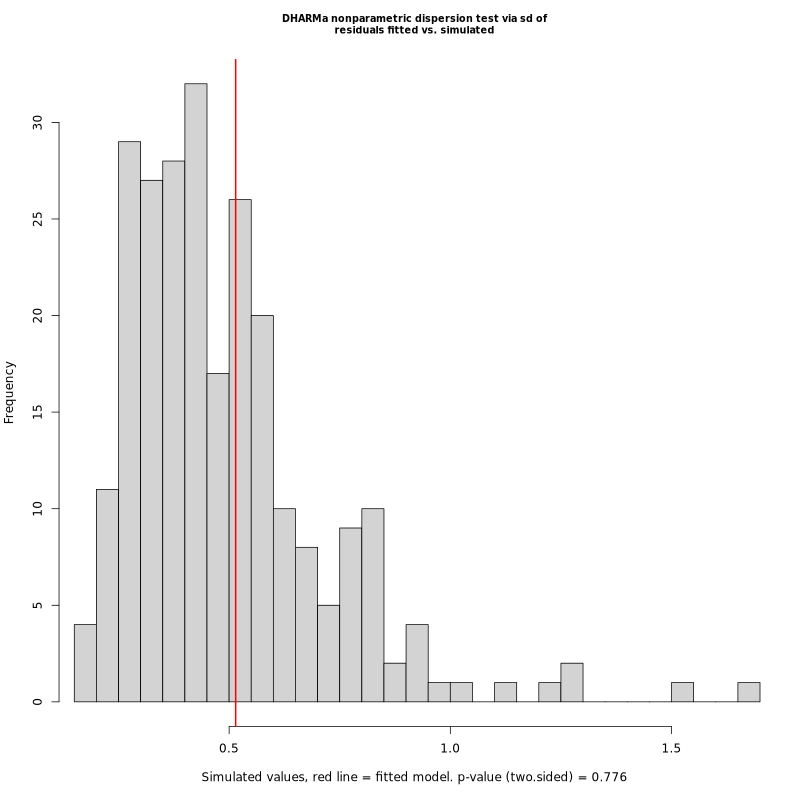 DHARMa nonparametric dispersion test via sd of
residuals fitted vs. simulated
30
25
20
15
10
5
0
Frequency
0.5 1.0 1.5
Simulated values, red line = fitted model. p-value (two.sided) = 0.776